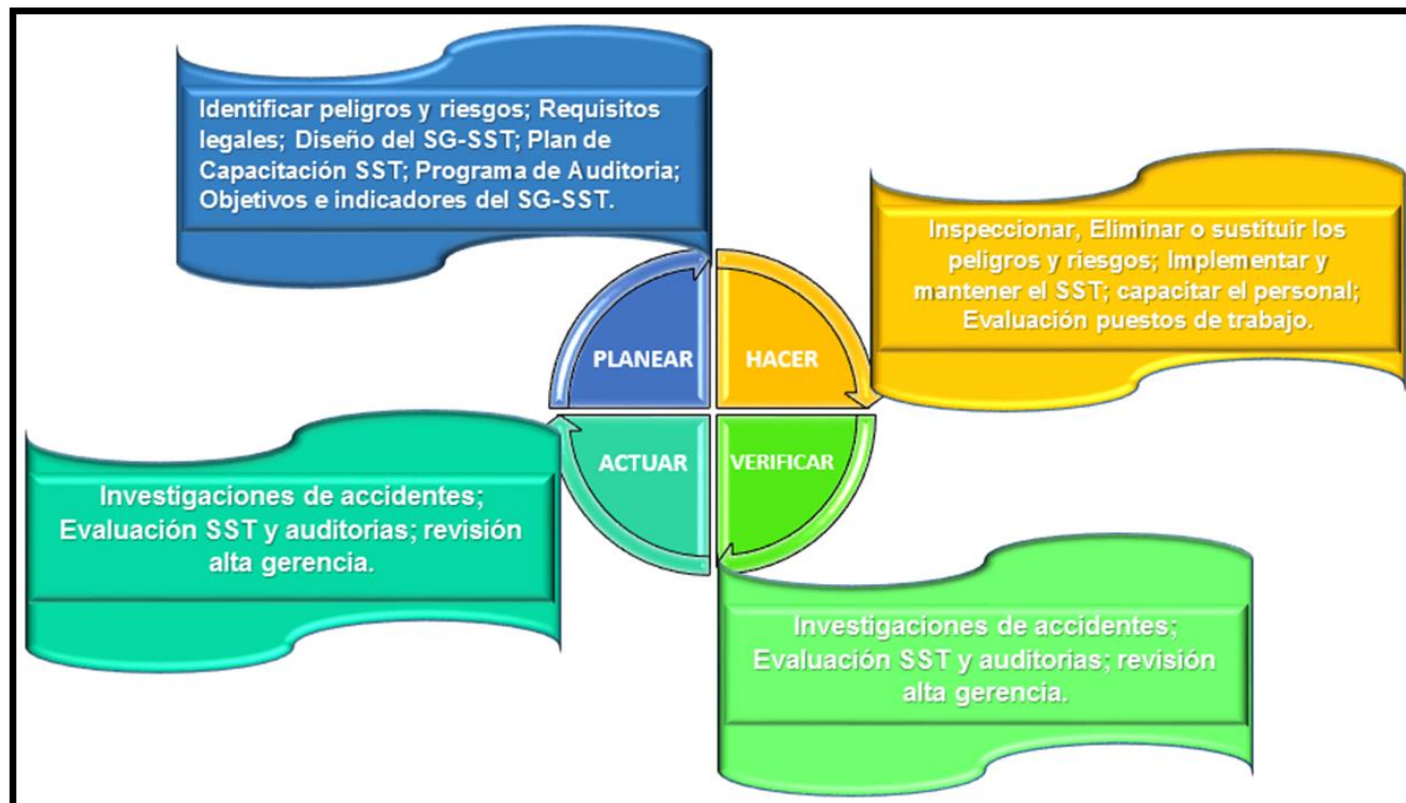 Identificar peligros y riesgos; Requisitos
legales; Diseño del SG-SST; Plan de
Capacitación SST; Programa de Auditoria;
Objetivos e indicadores del SG-SST.
Inspeccionar, Eliminar o sustituir los
peligros y riesgos; Implementar y
mantener el SST; capacitar el personal;
Evaluación puestos de trabajo.
PLANEAR
HACER
ACTUAR
VERIFICAR
Investigaciones de accidentes;
Evaluación SST y auditorias; revisión
alta gerencia.
Investigaciones de accidentes;
Evaluación SST y auditorias; revisión
alta gerencia.